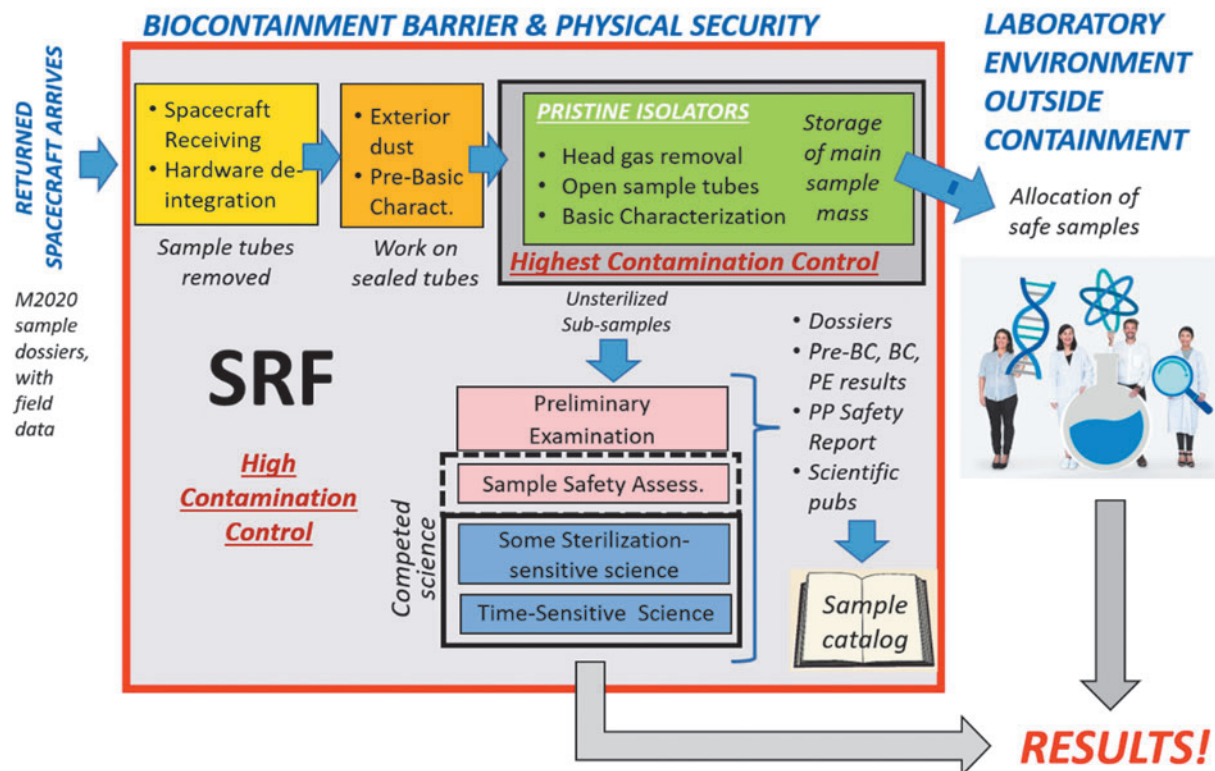 BIOCONTAINMENT BARRIER & PHYSICAL SECURITY
RETURNED
SPACECRAFT ARRIVES
M2020
sample
dossiers,
with
field
data
• Spacecraft
Receiving
• Hardware de-
integration
Sample tubes
removed
• Exterior
dust
• Pre-Basic
Charact.
Work on
sealed tubes
PRISTINE ISOLATORS
• Head gas removal
• Open sample tubes
• Basic Characterization
Storage
of main
sample
mass
Highest Contamination Control
Unsterilized
Sub-samples
SRF
High
Contamination
Control
Preliminary
Examination
Sample Safety Assess.
Competed
science
Some Sterilization-
sensitive science
Time-Sensitive Science
• Dossiers
• Pre-BC, BC,
PE results
• PP Safety
Report
• Scientific
pubs
Sample
catalog
LABORATORY
ENVIRONMENT
OUTSIDE
CONTAINMENT
Allocation of
safe samples
RESULTS!